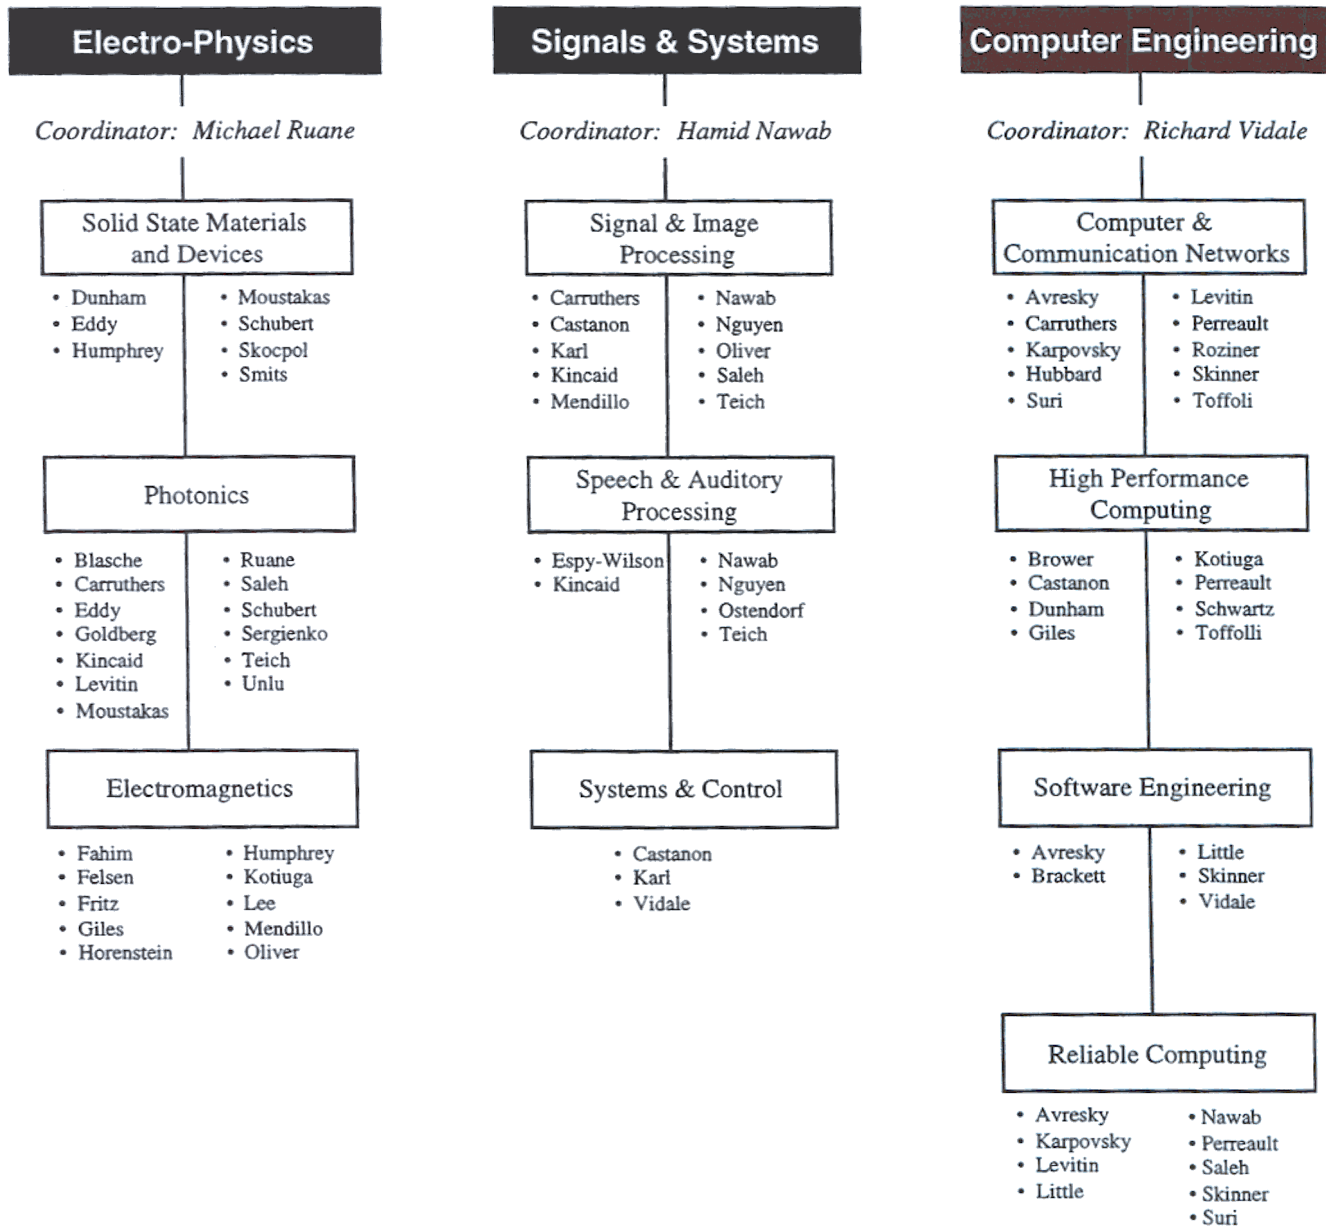 Electro-Physics
Coordinator: Michael Ruane
Solid State Materials
and Devices
• Dunham
• Eddy
• Humphrey
• Moustakas
• Schubert
• Skocpol
• Smits
Photonics
• Blasche
• Carruthers
• Eddy
• Goldberg
• Kincaid
• Levitin
• Moustakas
• Ruane
• Saleh
• Schubert
• Sergienko
• Teich
• Unlu
Electromagnetics
• Fahim
• Felsen
• Fritz
• Giles
• Horenstein
• Humphrey
• Kotiuga
• Lee
• Mendillo
• Oliver
Signals & Systems
Coordinator: Hamid Nawab
Signal & Image
Processing
• Carruthers
• Castanon
• Karl
• Kincaid
• Mendillo
• Nawab
• Nguyen
• Oliver
• Saleh
• Teich
Speech & Auditory
Processing
• Espy-Wilson
• Kincaid
• Nawab
• Nguyen
• Ostendorf
• Teich
Systems & Control
• Castanon
• Karl
• Vidale
Computer Engineering
Coordinator: Richard Vidale
Computer &
Communication Networks
• Avresky
• Carruthers
• Karpovsky
• Hubbard
• Suri
• Levitin
• Perreault
• Roziner
• Skinner
• Toffoli
High Performance
Computing
• Brower
• Castanon
• Dunham
• Giles
• Kotiuga
• Perreault
• Schwartz
• Toffolli
Software Engineering
• Avresky
• Brackett
• Little
• Skinner
• Vidale
Reliable Computing
• Avresky
• Karpovsky
• Levitin
• Little
• Nawab
• Perreault
• Saleh
• Skinner
• Suri